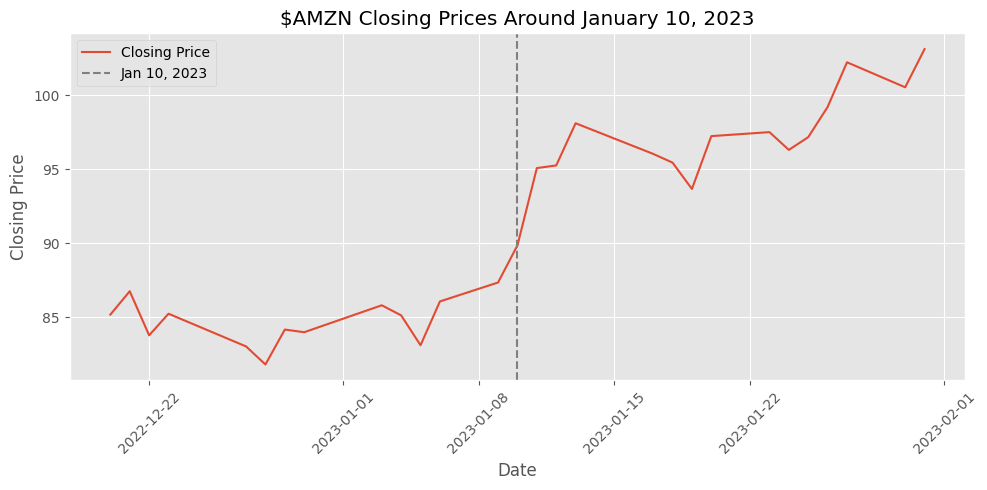 $AMZN Closing Prices Around January 10, 2023
Closing Price
Jan 10, 2023
100
95
90
85
Closing Price
2022-12-22
2023-01-01
2023-01-08
2023-01-15
2023-01-22
2023-02-01
Date